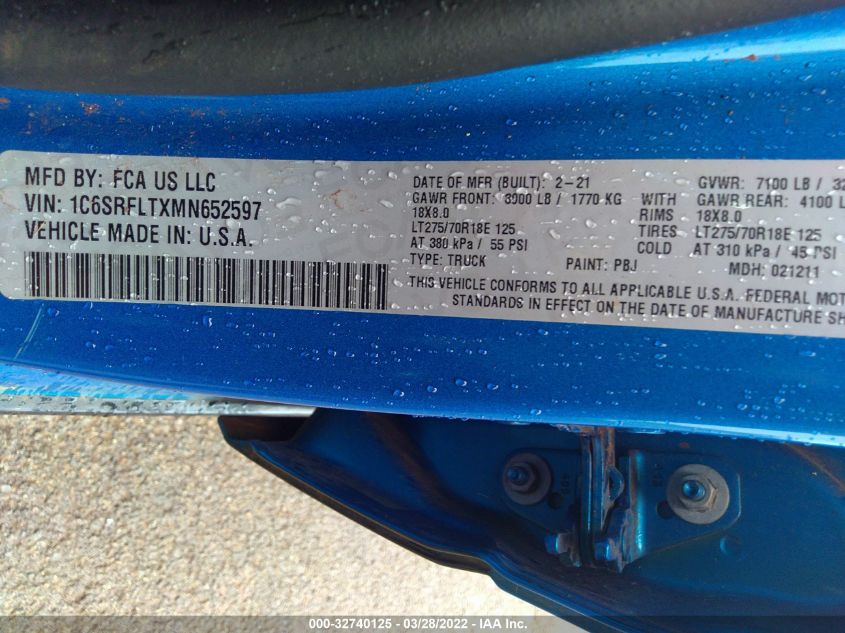 MFD BY: FCA US LLC
VIN: 1C6SRFLTXMN652597
VEHICLE MADE IN: U.S.A.
DATE OF MFR (BUILT): 2-21 GVWR: 7100 LB / 32
GAWR FRONT: 3900 LB / 1770 KG WITH GAWR REAR: 4100 L
18X8.0 RIMS 18X8.0
LT275/70R18E 125 TIRES LT275/70R18E 125
AT 380 kPa / 55 PSI COLD AT 310 kPa / 45 PSI
TYPE: TRUCK PAINT: PBJ MDH: 021211
THIS VEHICLE CONFORMS TO ALL APPLICABLE U.S.A. FEDERAL MOT
STANDARDS IN EFFECT ON THE DATE OF MANUFACTURE SH
000-32740125 - 03/28/2022 - IAA Inc.